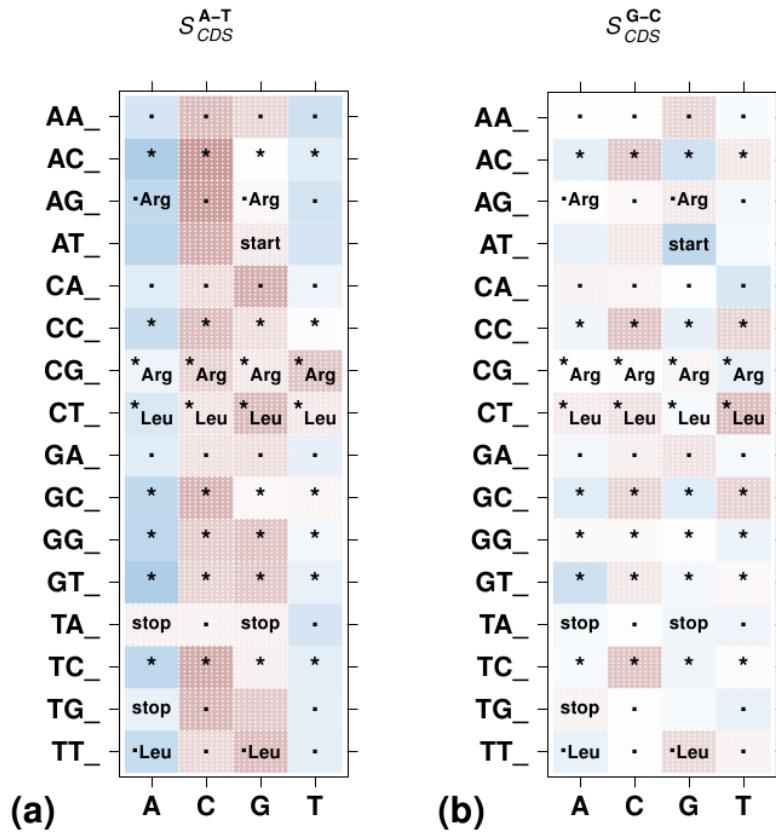 S_CDS^A–T S_CDS^G–C
AA_ · · · · AA_ · · · ·
AC_ * * * * AC_ * * * *
AG_ ·Arg · ·Arg · AG_ ·Arg · ·Arg ·
AT_ start AT_ start
CA_ · · · · CA_ · · · ·
CC_ * * * * CC_ * * * *
CG_ *Arg *Arg *Arg *Arg CG_ *Arg *Arg *Arg *Arg
CT_ *Leu *Leu *Leu *Leu CT_ *Leu *Leu *Leu *Leu
GA_ · · · · GA_ · · · ·
GC_ * * * * GC_ * * * *
GG_ * * * * GG_ * * * *
GT_ * * * * GT_ * * * *
TA_ stop · stop · TA_ stop · stop ·
TC_ * * * * TC_ * * * *
TG_ stop · · TG_ stop · ·
TT_ ·Leu · ·Leu · TT_ ·Leu · ·Leu ·
(a) A C G T (b) A C G T